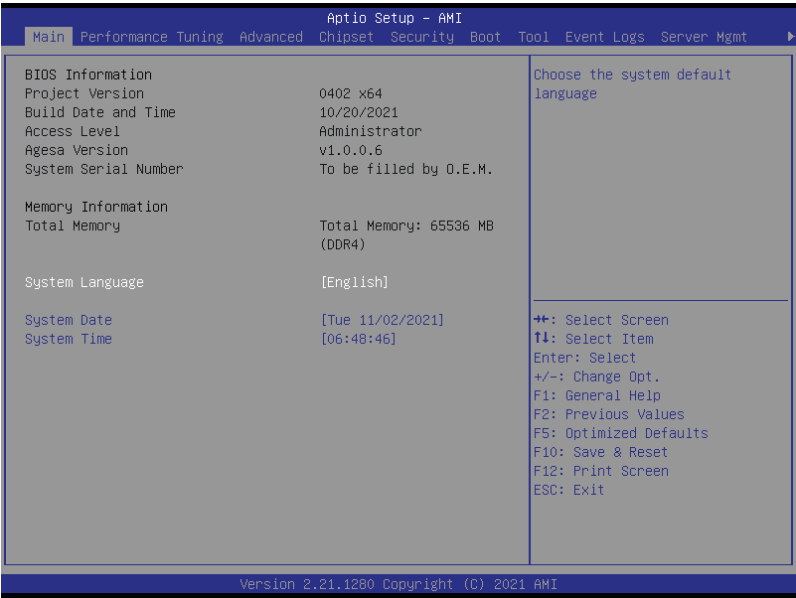 Aptio Setup – AMI
Main Performance Tuning Advanced Chipset Security Boot Tool Event Logs Server Mgmt
BIOS Information
Project Version 0402 x64
Build Date and Time 10/20/2021
Access Level Administrator
Agesa Version v1.0.0.6
System Serial Number To be filled by O.E.M.
Memory Information
Total Memory Total Memory: 65536 MB
(DDR4)
System Language [English]
System Date [Tue 11/02/2021]
System Time [06:48:46]
Choose the system default
language
→←: Select Screen
↑↓: Select Item
Enter: Select
+/-: Change Opt.
F1: General Help
F2: Previous Values
F5: Optimized Defaults
F10: Save & Reset
F12: Print Screen
ESC: Exit
Version 2.21.1280 Copyright (C) 2021 AMI